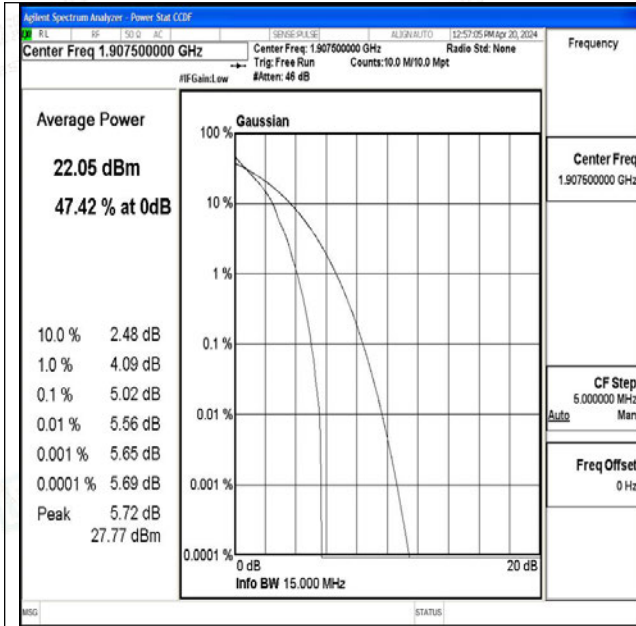 Agilent Spectrum Analyzer - Power Stat CCDF
RL RF 50 Ω AC SENSE:PULSE ALIGNAUTO 12:57:05 PM Apr 20, 2024
Center Freq 1.907500000 GHz
Center Freq: 1.907500000 GHz Radio Std: None
Trig: Free Run Counts:10.0 M/10.0 Mpt
#IFGain:Low #Atten: 46 dB
Frequency
Average Power
22.05 dBm
47.42 % at 0dB
10.0 % 2.48 dB
1.0 % 4.09 dB
0.1 % 5.02 dB
0.01 % 5.56 dB
0.001 % 5.65 dB
0.0001 % 5.69 dB
Peak 5.72 dB
27.77 dBm
Gaussian
100 %
10 %
1 %
0.1 %
0.01 %
0.001 %
0.0001 %
0 dB 20 dB
Info BW 15.000 MHz
Center Freq
1.907500000 GHz
CF Step
5.000000 MHz
Auto Man
Freq Offset
0 Hz
MSG STATUS